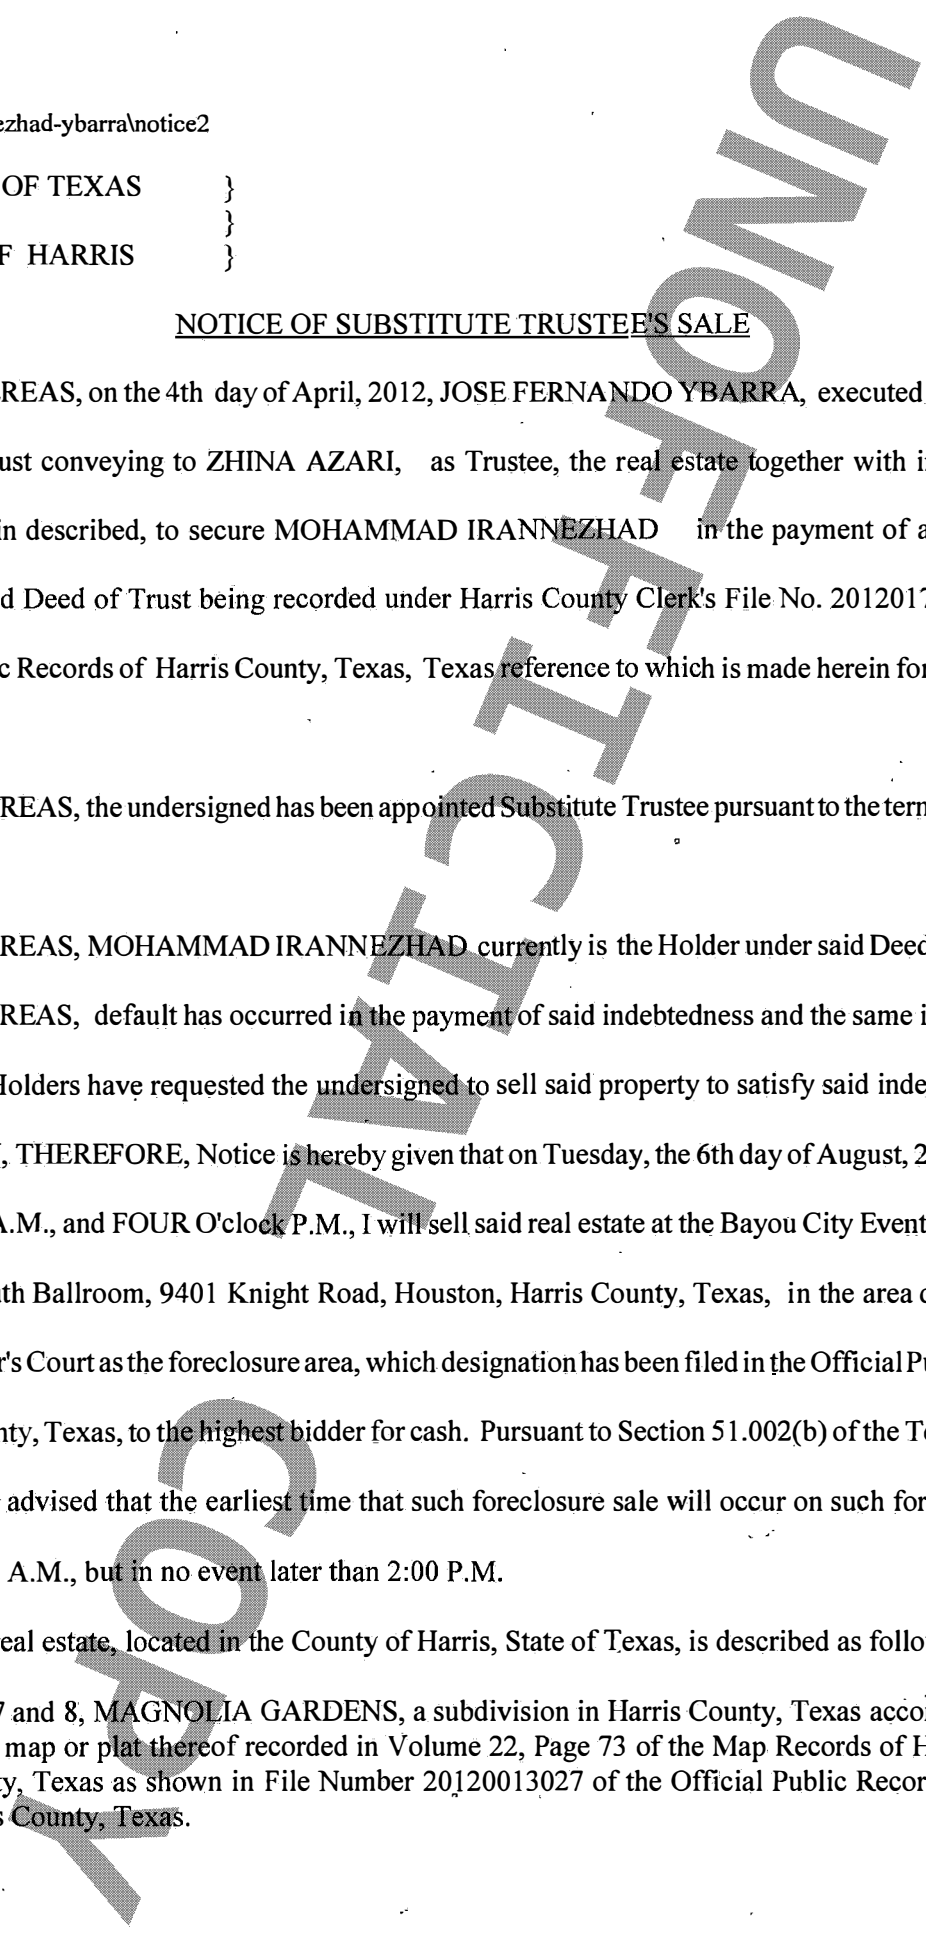 ezhad-ybarra\notice2
OF TEXAS }
}
F HARRIS }
NOTICE OF SUBSTITUTE TRUSTEE'S SALE
REAS, on the 4th day of April, 2012, JOSE FERNANDO YBARRA, executed
ust conveying to ZHINA AZARI, as Trustee, the real estate together with i
in described, to secure MOHAMMAD IRANNEZHAD in the payment of a
d Deed of Trust being recorded under Harris County Clerk's File No. 2012017
c Records of Harris County, Texas, Texas reference to which is made herein for
REAS, the undersigned has been appointed Substitute Trustee pursuant to the term
REAS, MOHAMMAD IRANNEZHAD currently is the Holder under said Deed
REAS, default has occurred in the payment of said indebtedness and the same i
Holders have requested the undersigned to sell said property to satisfy said inde
, THEREFORE, Notice is hereby given that on Tuesday, the 6th day of August, 2
A.M., and FOUR O'clock P.M., I will sell said real estate at the Bayou City Event
uth Ballroom, 9401 Knight Road, Houston, Harris County, Texas, in the area
r's Court as the foreclosure area, which designation has been filed in the Official Pu
nty, Texas, to the highest bidder for cash. Pursuant to Section 51.002(b) of the Te
advised that the earliest time that such foreclosure sale will occur on such for
A.M., but in no event later than 2:00 P.M.
real estate, located in the County of Harris, State of Texas, is described as follo
7 and 8, MAGNOLIA GARDENS, a subdivision in Harris County, Texas accor
map or plat thereof recorded in Volume 22, Page 73 of the Map Records of H
ty, Texas as shown in File Number 20120013027 of the Official Public Recor
s County, Texas.
UNOFFICIAL
COPY